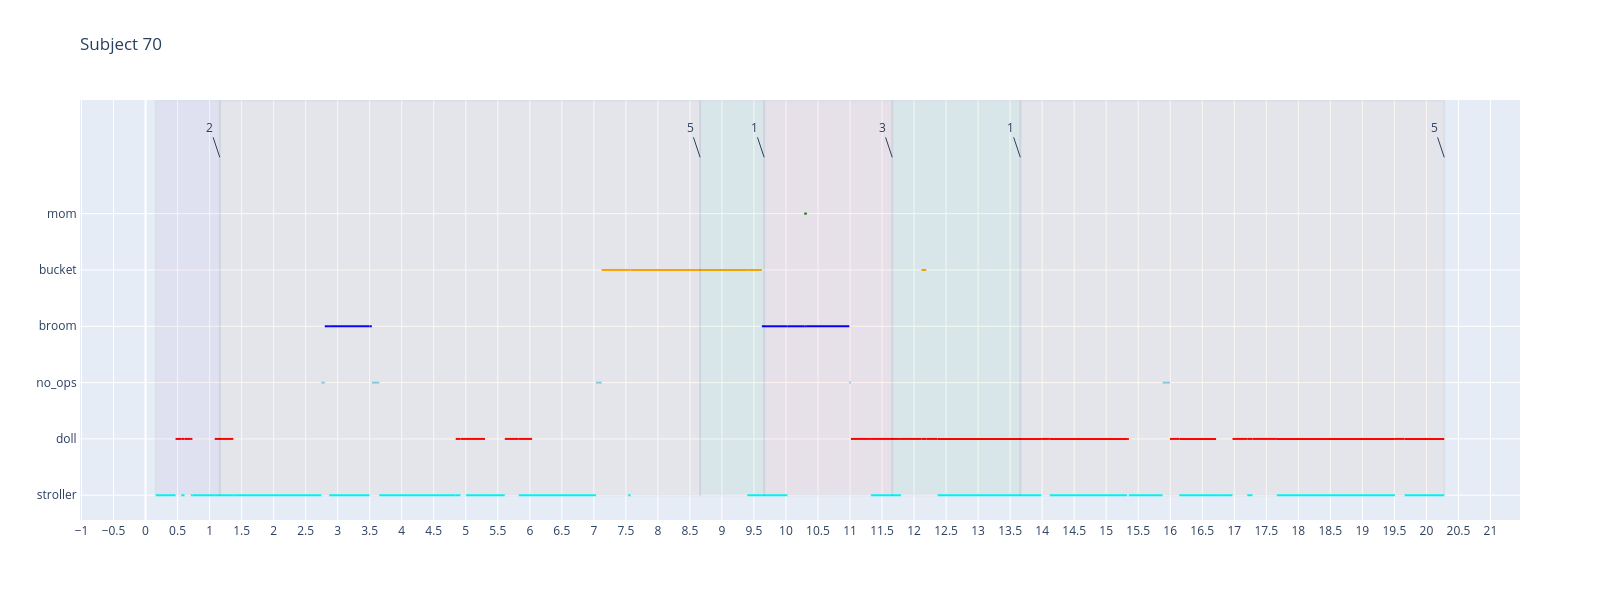 Subject 70
2 5 1 3 1 5
mom
bucket
broom
no_ops
doll
stroller
−1 −0.5 0 0.5 1 1.5 2 2.5 3 3.5 4 4.5 5 5.5 6 6.5 7 7.5 8 8.5 9 9.5 10 10.5 11 11.5 12 12.5 13 13.5 14 14.5 15 15.5 16 16.5 17 17.5 18 18.5 19 19.5 20 20.5 21